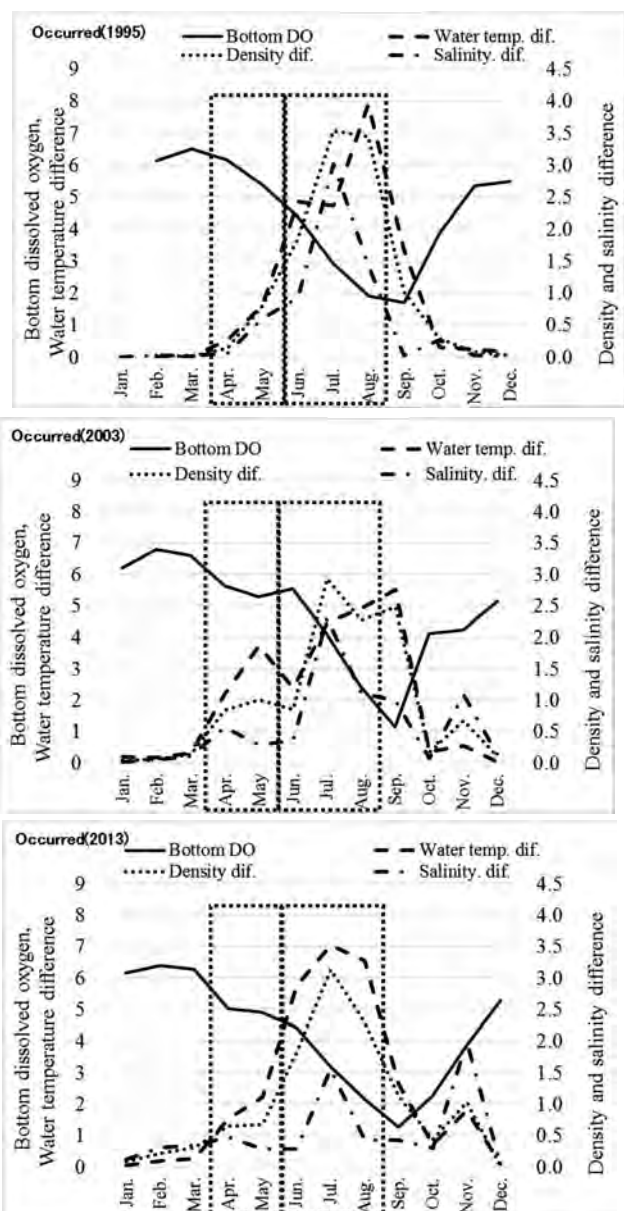 Occurred(1995)
Bottom DO
Water temp. dif.
Density dif.
Salinity. dif.
9
8
7
6
5
4
3
2
1
0
4.5
4.0
3.5
3.0
2.5
2.0
1.5
1.0
0.5
0.0
Bottom dissolved oxygen,
Water temperature difference
Density and salinity difference
Jan.
Feb.
Mar.
Apr.
May
Jun.
Jul.
Aug.
Sep.
Oct.
Nov.
Dec.
Occurred(2003)
Bottom DO
Water temp. dif.
Density dif.
Salinity. dif.
9
8
7
6
5
4
3
2
1
0
4.5
4.0
3.5
3.0
2.5
2.0
1.5
1.0
0.5
0.0
Bottom dissolved oxygen,
Water temperature difference
Density and salinity difference
Jan.
Feb.
Mar.
Apr.
May
Jun.
Jul.
Aug.
Sep.
Oct.
Nov.
Dec.
Occurred(2013)
Bottom DO
Water temp. dif.
Density dif.
Salinity. dif.
9
8
7
6
5
4
3
2
1
0
4.5
4.0
3.5
3.0
2.5
2.0
1.5
1.0
0.5
0.0
Bottom dissolved oxygen,
Water temperature difference
Density and salinity difference
Jan.
Feb.
Mar.
Apr.
May
Jun.
Jul.
Aug.
Sep.
Oct.
Nov.
Dec.